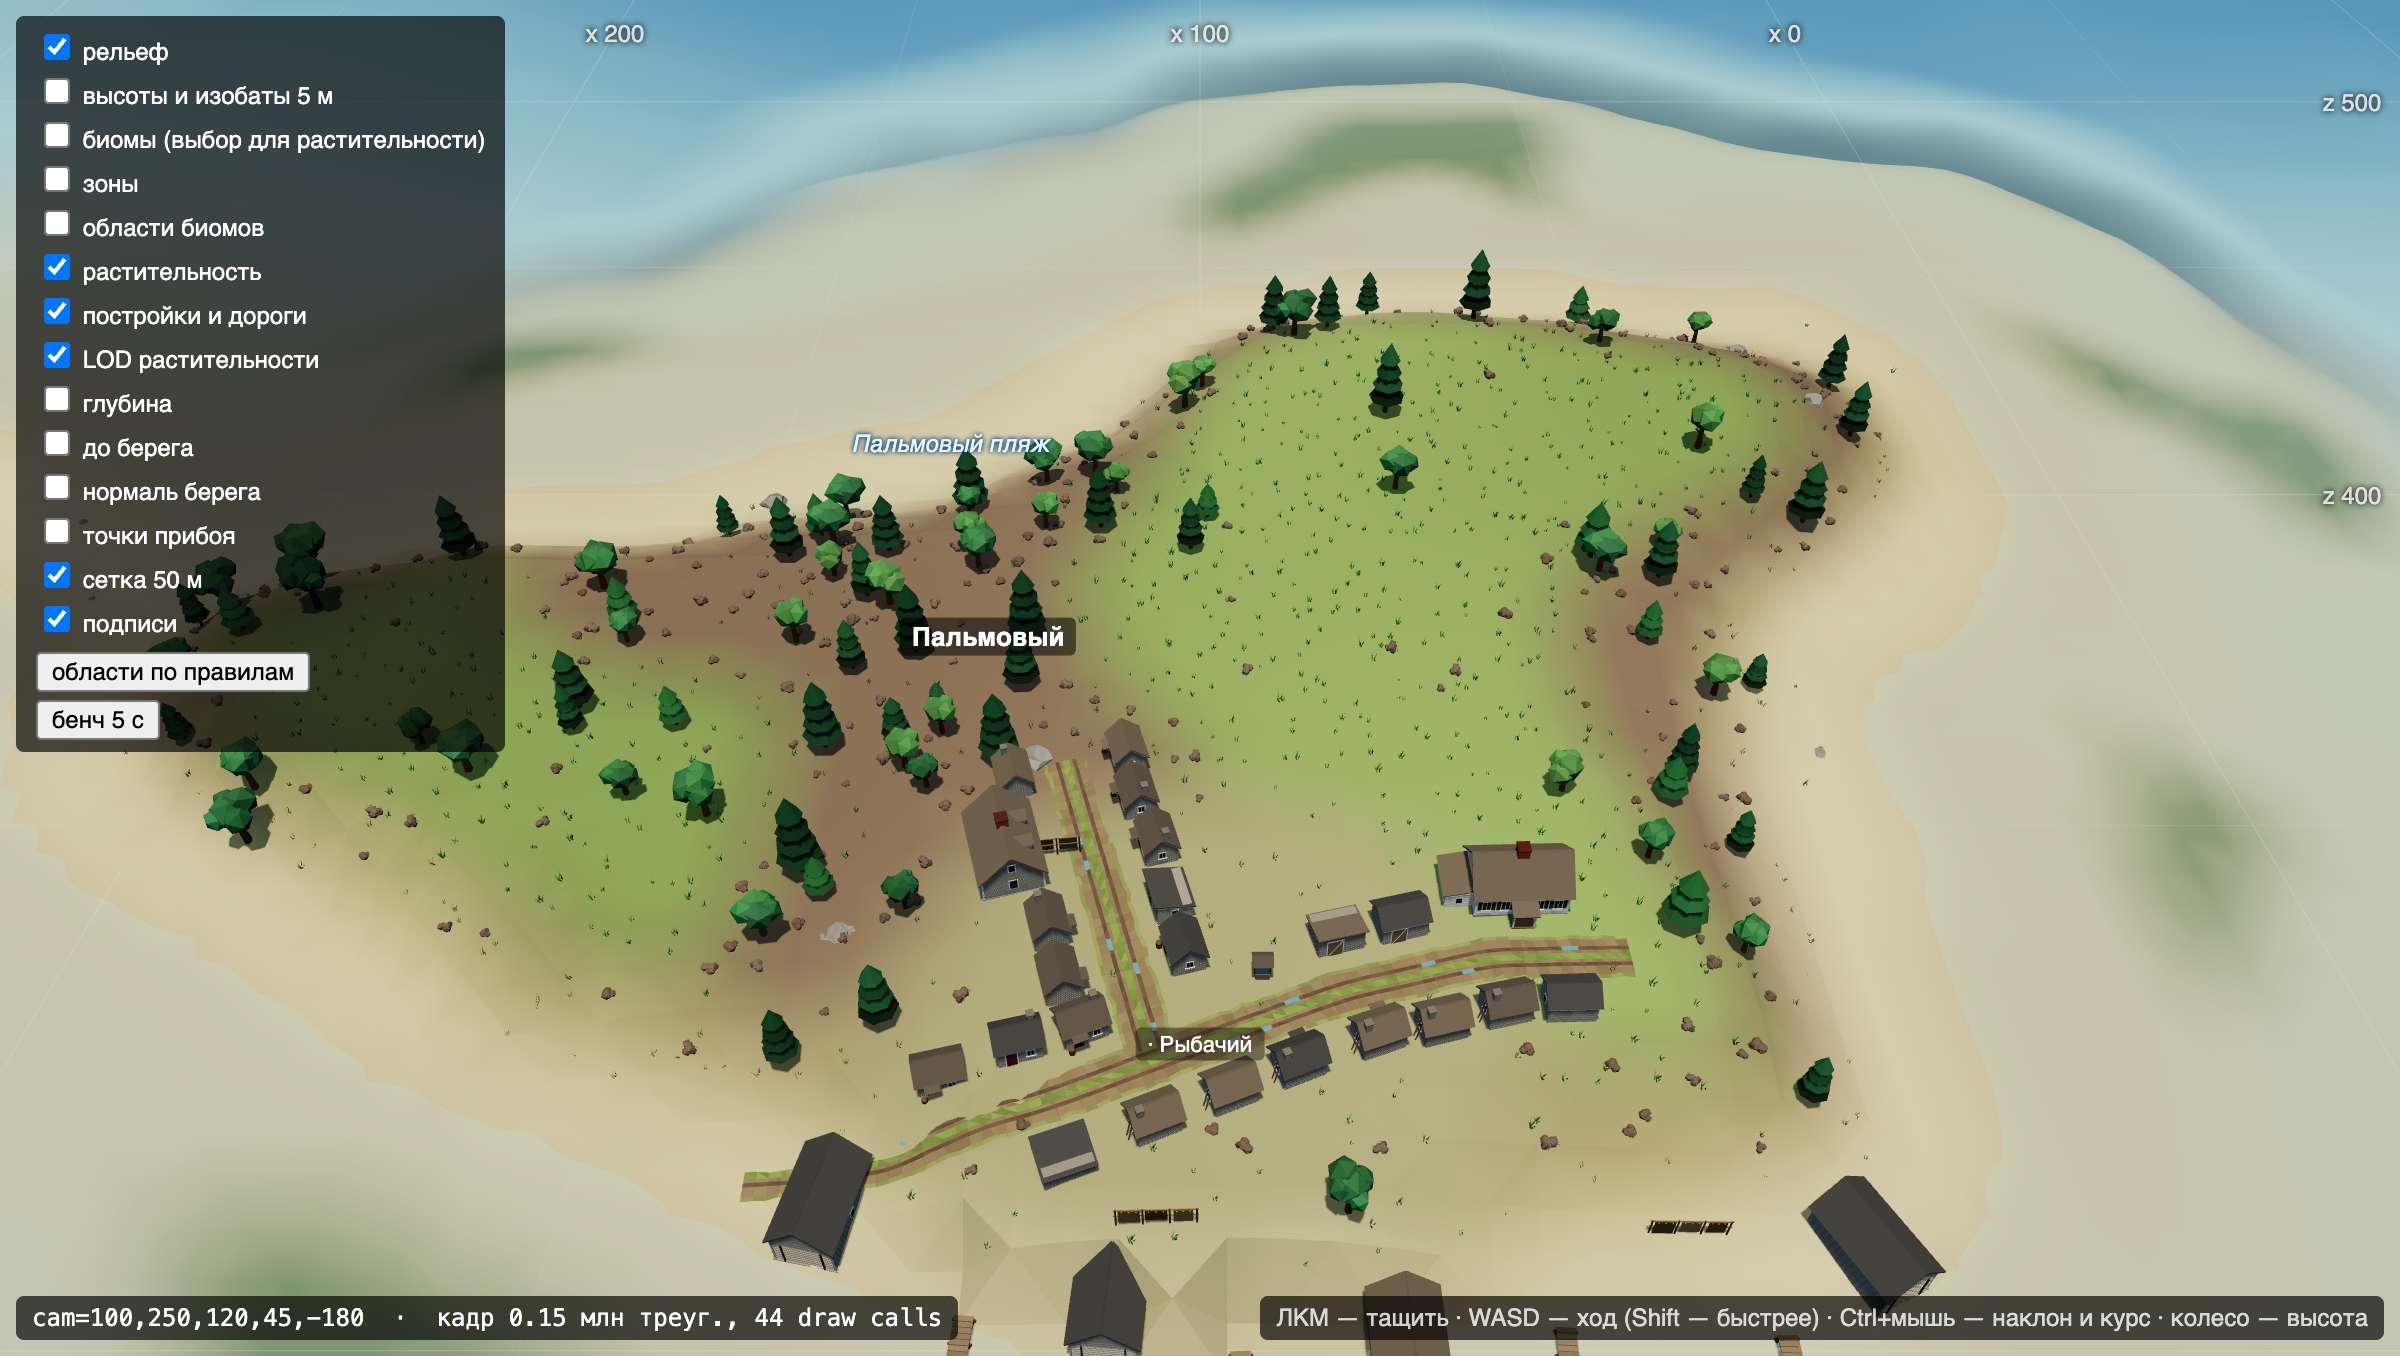 x 200
x 100
x 0
z 500
z 400
рельеф
высоты и изобаты 5 м
биомы (выбор для растительности)
зоны
области биомов
растительность
постройки и дороги
LOD растительности
глубина
до берега
нормаль берега
точки прибоя
сетка 50 м
подписи
области по правилам
бенч 5 с
Пальмовый пляж
Пальмовый
· Рыбачий
cam=100,250,120,45,−180 · кадр 0.15 млн треуг., 44 draw calls
ЛКМ — тащить · WASD — ход (Shift — быстрее) · Ctrl+мышь — наклон и курс · колесо — высота